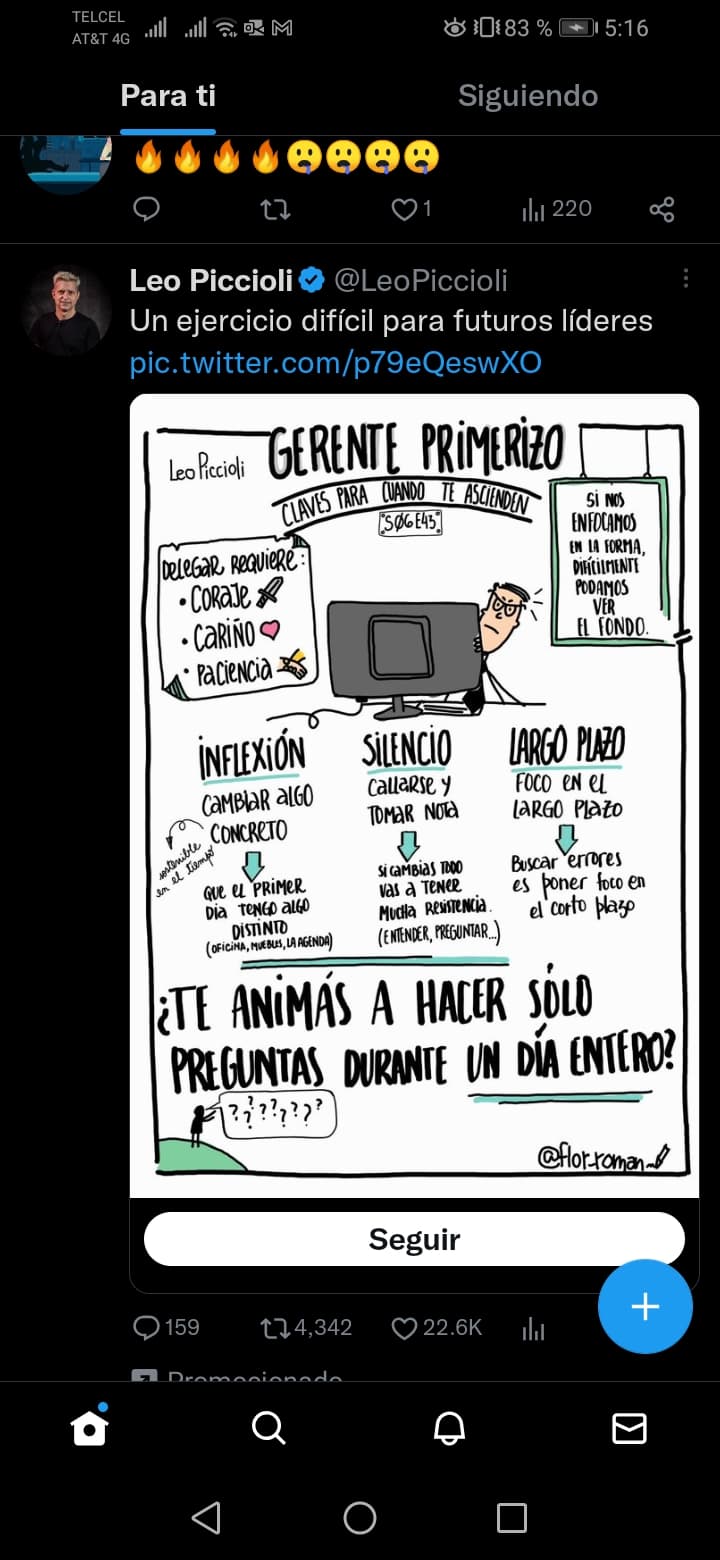 TELCEL
AT&T 4G
83 % 5:16
Para ti
Siguiendo
🔥🔥🔥🔥🤤🤤🤤🤤
1
220
Leo Piccioli @LeoPiccioli
Un ejercicio difícil para futuros líderes
pic.twitter.com/p79eQeswXO
Leo Piccioli
GERENTE PRIMERIZO
CLAVES PARA CUANDO TE ASCIENDEN
S06E43
DELEGAR REQUIERE:
• CORAJE
• CARIÑO
• PACIENCIA
SI NOS
ENFOCAMOS
EN LA FORMA,
DIFÍCILMENTE
PODAMOS
VER
EL FONDO.
INFLEXIÓN
CAMBIAR ALGO
CONCRETO
sostenible
en el tiempo
QUE EL PRIMER
DÍA TENGO ALGO
DISTINTO
(OFICINA, MUEBLES, LA AGENDA)
SILENCIO
CALLARSE Y
TOMAR NOTA
SI CAMBIAS TODO
VAS A TENER
MUCHA RESISTENCIA.
(ENTENDER, PREGUNTAR...)
LARGO PLAZO
FOCO EN EL
LARGO PLAZO
Buscar errores
es poner foco en
el corto plazo
¿TE ANIMÁS A HACER SÓLO
PREGUNTAS DURANTE UN DÍA ENTERO?
???????
@flor.roman
Seguir
159
4,342
22.6K
Promocionado